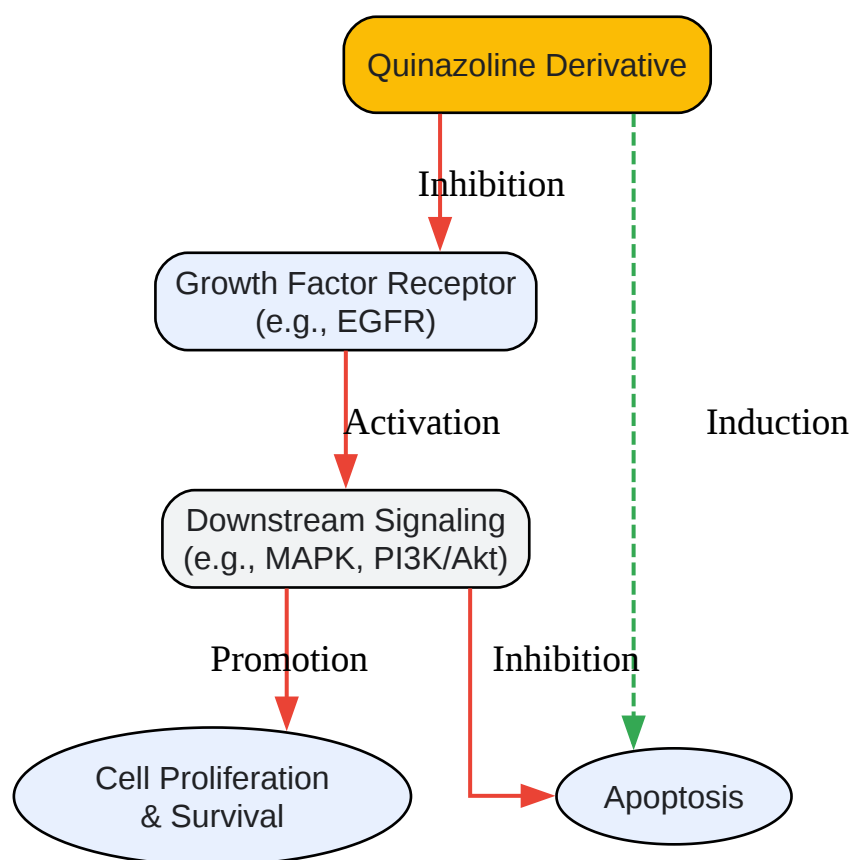 Quinazoline Derivative
Inhibition
Growth Factor Receptor
(e.g., EGFR)
Activation
Induction
Downstream Signaling
(e.g., MAPK, PI3K/Akt)
Promotion
Inhibition
Cell Proliferation
& Survival
Apoptosis